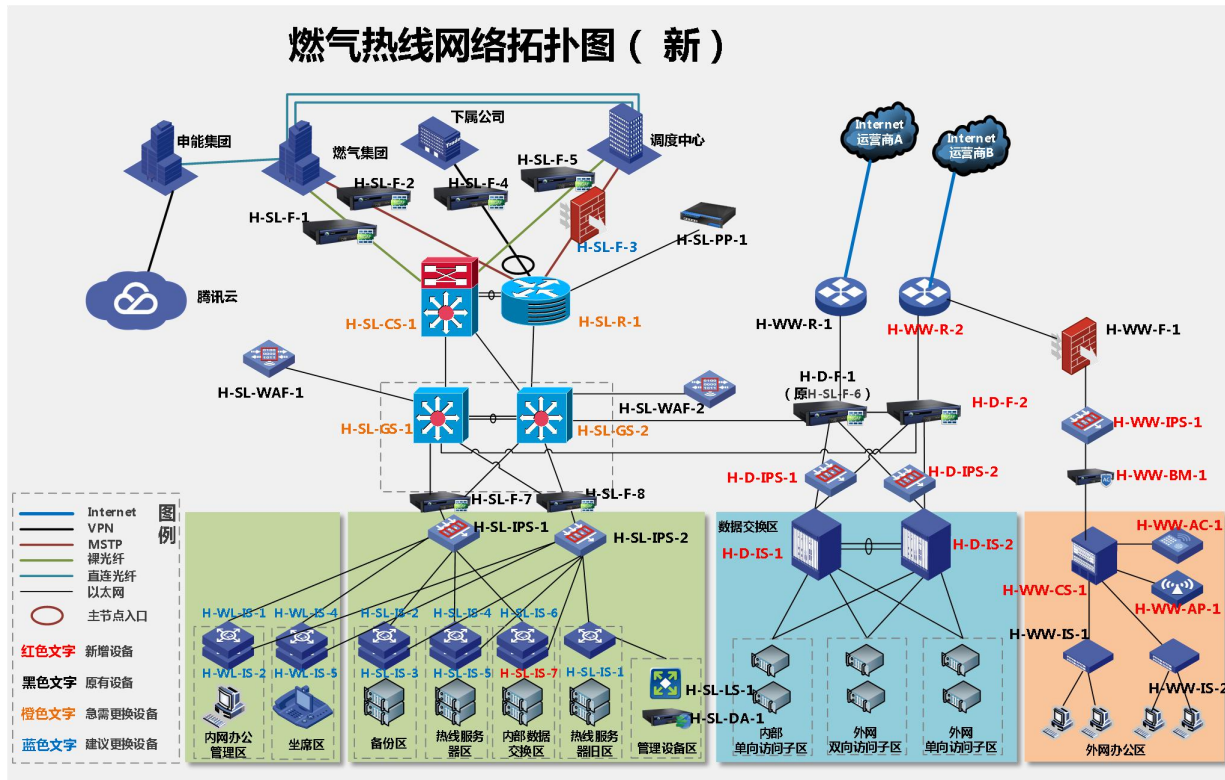 燃气热线网络拓扑图（ 新）
申能集团
燃气集团
下属公司
调度中心
Internet
运营商A
Internet
运营商B
H-SL-F-5
H-SL-F-2
H-SL-F-4
H-SL-F-1
H-SL-F-3
H-SL-PP-1
腾讯云
H-SL-CS-1
H-SL-R-1
H-WW-R-1
H-WW-R-2
H-WW-F-1
H-SL-WAF-1
H-SL-WAF-2
H-D-F-1
（原H-SL-F-6）
H-D-F-2
H-SL-GS-1
H-SL-GS-2
H-WW-IPS-1
H-D-IPS-1
H-D-IPS-2
H-WW-BM-1
H-SL-F-7
H-SL-F-8
H-SL-IPS-1
H-SL-IPS-2
数据交换区
H-D-IS-1
H-D-IS-2
H-WW-AC-1
H-WW-CS-1
H-WW-AP-1
H-WW-IS-1
H-WW-IS-2
外网办公区
图例
Internet
VPN
MSTP
裸光纤
直连光纤
以太网
主节点入口
红色文字 新增设备
黑色文字 原有设备
橙色文字 急需更换设备
蓝色文字 建议更换设备
H-WL-IS-1
H-WL-IS-4
H-SL-IS-2
H-SL-IS-4
H-SL-IS-6
H-WL-IS-2
H-WL-IS-5
H-SL-IS-3
H-SL-IS-5
H-SL-IS-7
H-SL-IS-1
H-SL-LS-1
H-SL-DA-1
内网办公
管理区
坐席区
备份区
热线服务
器区
内部数据
交换区
热线服务
器旧区
管理设备区
内部
单向访问子区
外网
双向访问子区
外网
单向访问子区